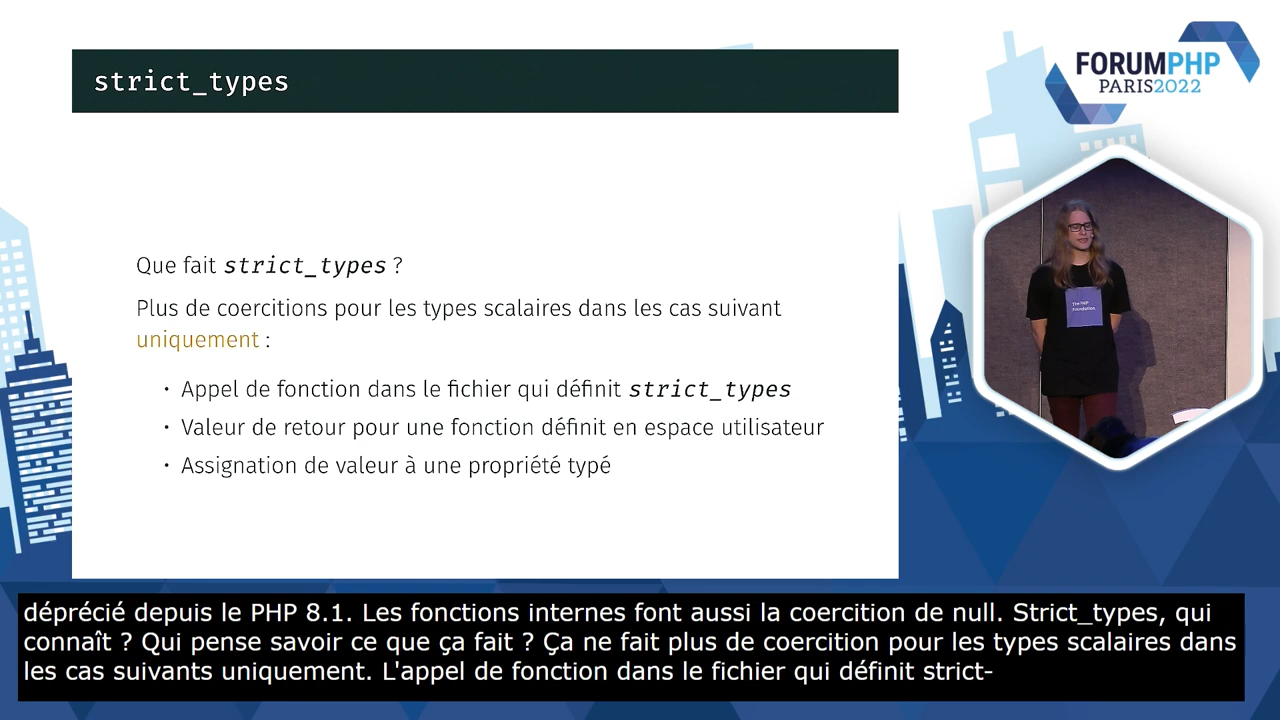 strict_types
FORUMPHP
PARIS2022
Que fait strict_types ?
Plus de coercitions pour les types scalaires dans les cas suivant
uniquement :
• Appel de fonction dans le fichier qui définit strict_types
• Valeur de retour pour une fonction définit en espace utilisateur
• Assignation de valeur à une propriété typé
The PHP
Foundation
déprécié depuis le PHP 8.1. Les fonctions internes font aussi la coercition de null. Strict_types, qui
connaît ? Qui pense savoir ce que ça fait ? Ça ne fait plus de coercition pour les types scalaires dans
les cas suivants uniquement. L'appel de fonction dans le fichier qui définit strict-